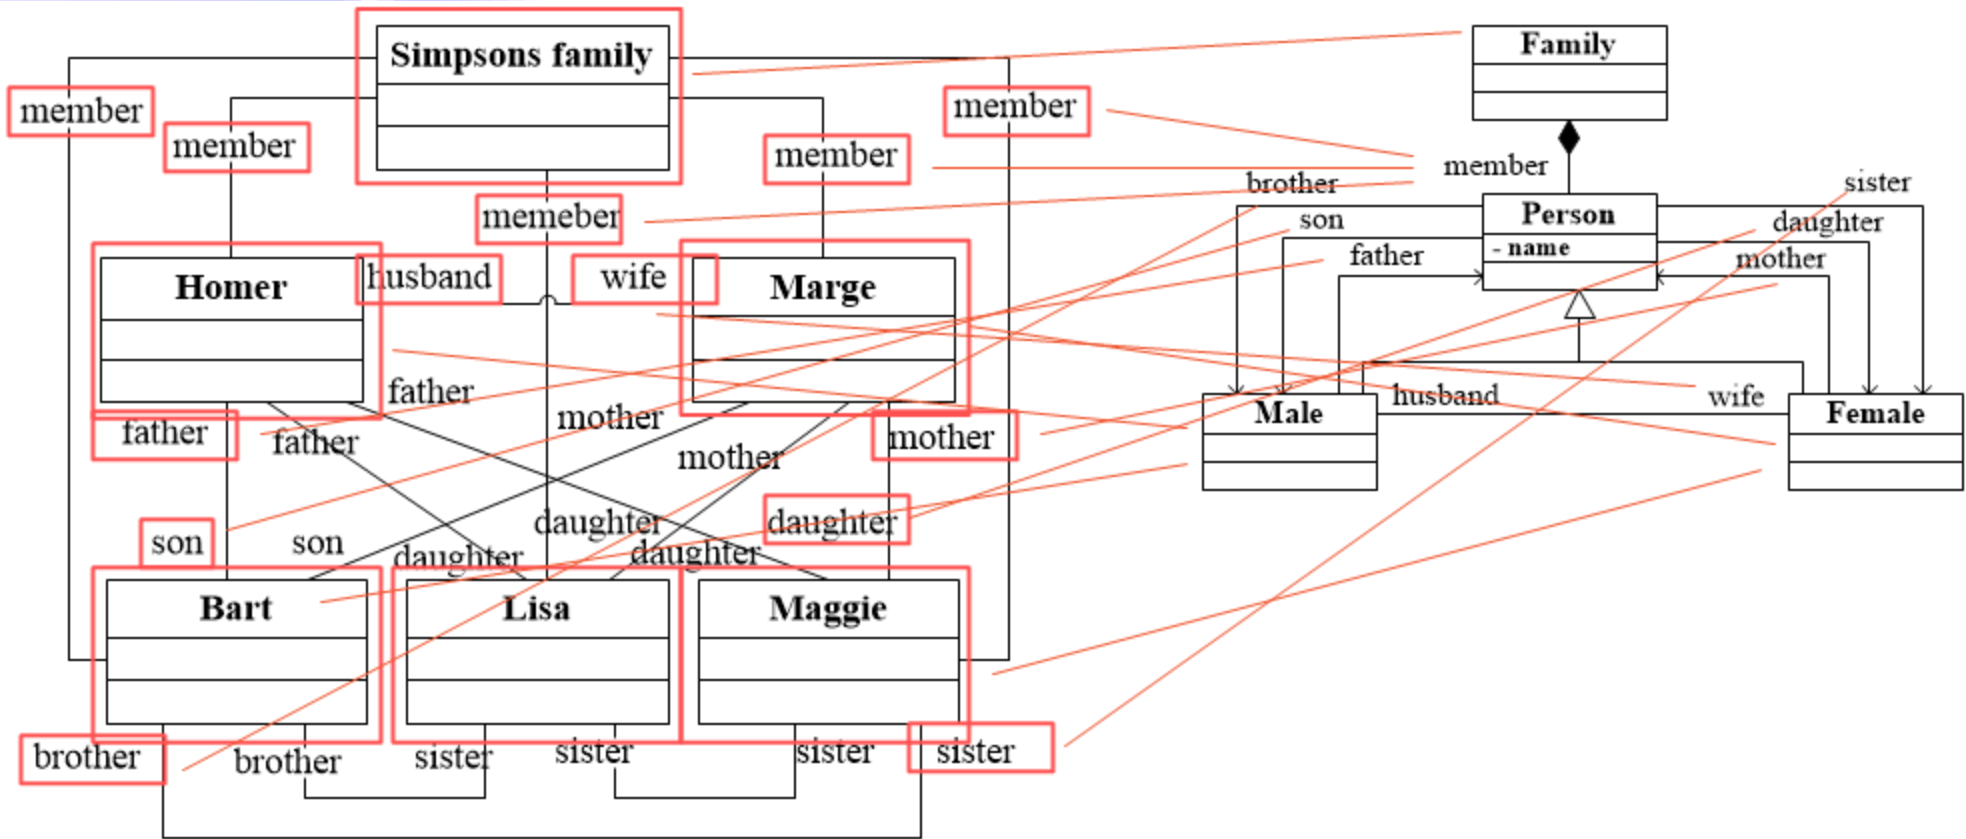 Simpsons family
Family
member
member
member
member
memeber
member
brother
sister
Person
- name
son
daughter
father
mother
Homer
husband
wife
Marge
father
mother
father
father
mother
mother
husband
wife
Male
Female
son
son
daughter
daughter
daughter
daughter
Bart
Lisa
Maggie
brother
brother
sister
sister
sister
sister